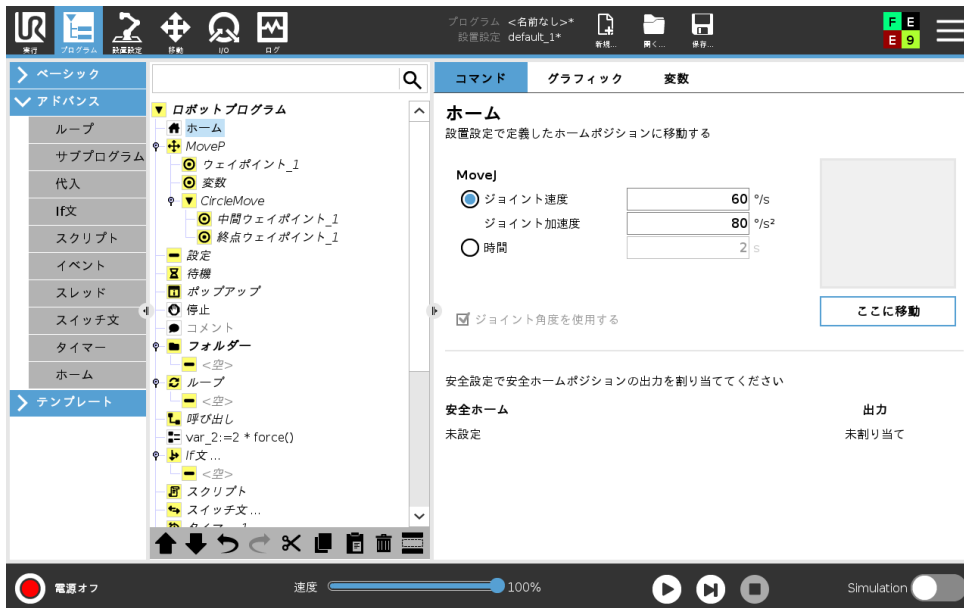 UR
実行
プログラム
設置設定
移動
I/O
ログ
プログラム <名前なし>*
設置設定 default_1*
新規...
開く...
保存...
F E
E 9
ベーシック
アドバンス
ループ
サブプログラム
代入
If文
スクリプト
イベント
スレッド
スイッチ文
タイマー
ホーム
テンプレート
ロボットプログラム
ホーム
MoveP
ウェイポイント_1
変数
CircleMove
中間ウェイポイント_1
終点ウェイポイント_1
設定
待機
ポップアップ
停止
コメント
フォルダー
<空>
ループ
<空>
呼び出し
var_2:=2 * force()
If文 ...
<空>
スクリプト
スイッチ文 ...
コマンド
グラフィック
変数
ホーム
設置設定で定義したホームポジションに移動する
MoveJ
ジョイント速度 60 °/s
ジョイント加速度 80 °/s²
時間 2 s
ジョイント角度を使用する
ここに移動
安全設定で安全ホームポジションの出力を割り当ててください
安全ホーム 出力
未設定 未割り当て
電源オフ
速度 100%
Simulation